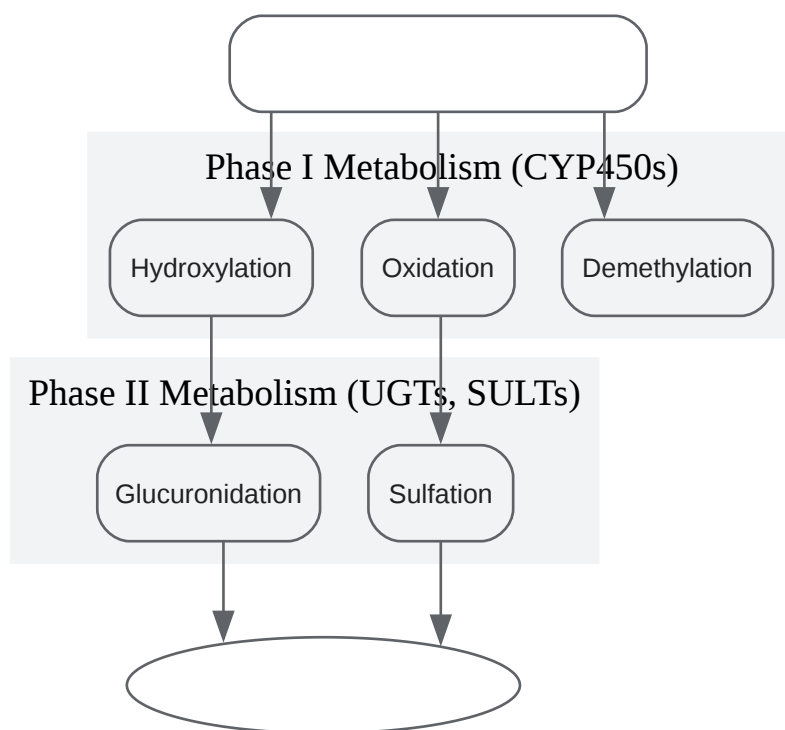 Phase I Metabolism (CYP450s)
Hydroxylation
Oxidation
Demethylation
Phase II Metabolism (UGTs, SULTs)
Glucuronidation
Sulfation